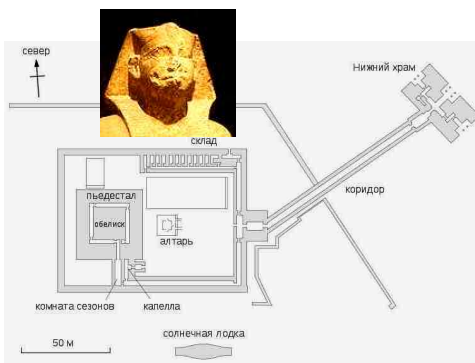 север
Нижний храм
склад
коридор
пьедестал
обелиск
алтарь
комната сезонов
капелла
50 м
солнечная лодка